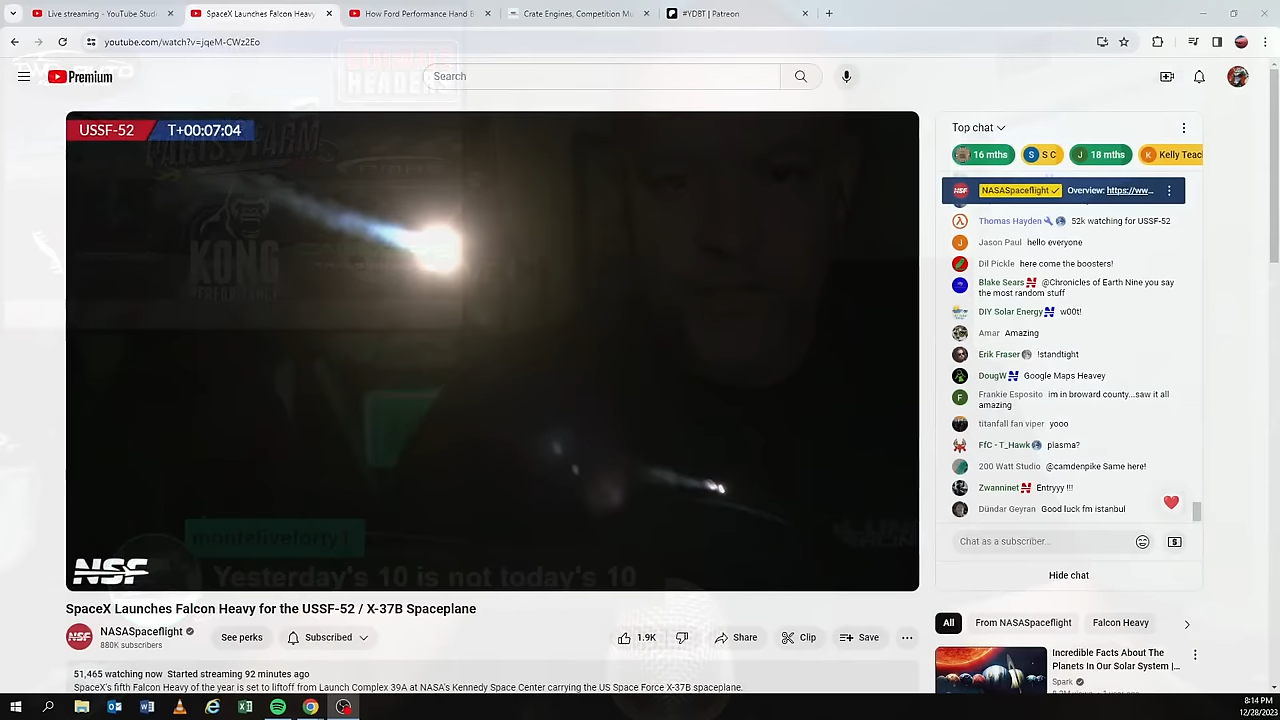 Live streaming - YouTube Studi
SpaceX Launches Falcon Heavy
How Ford Performance Hand B
Crate Engines, Competition Mu
#YDBT | Patreon
youtube.com/watch?v=jqeM-CWz2Eo
HEADERS
Premium
Search
USSF-52
T+00:07:04
KONG
Top chat
16 mths
S C
18 mths
Kelly Teac
NASASpaceflight Overview: https://ww...
Thomas Hayden 52k watching for USSF-52
Jason Paul hello everyone
Dil Pickle here come the boosters!
Blake Sears @Chronicles of Earth Nine you say
the most random stuff
DIY Solar Energy w00t!
Amar Amazing
Erik Fraser !standtight
DougW Google Maps Heavey
Frankie Esposito im in broward county...saw it all
amazing
titanfall fan viper yooo
FfC - T_Hawk plasma?
200 Watt Studio @camdenpike Same here!
Zwanninet Entryyy !!!
Dündar Geyran Good luck fm istanbul
Chat as a subscriber...
Hide chat
montefiveforty
Yesterday's 10 is not today's 10
NSF
SpaceX Launches Falcon Heavy for the USSF-52 / X-37B Spaceplane
NASASpaceflight
880K subscribers
See perks
Subscribed
1.9K
Share
Clip
Save
51,465 watching now Started streaming 92 minutes ago
SpaceX's fifth Falcon Heavy of the year is set to liftoff from Launch Complex 39A at NASA's Kennedy Space Center carrying the US Space Force X-37B spaceplane.
All
From NASASpaceflight
Falcon Heavy
Incredible Facts About The
Planets In Our Solar System |...
Spark
8:14 PM
12/28/2023